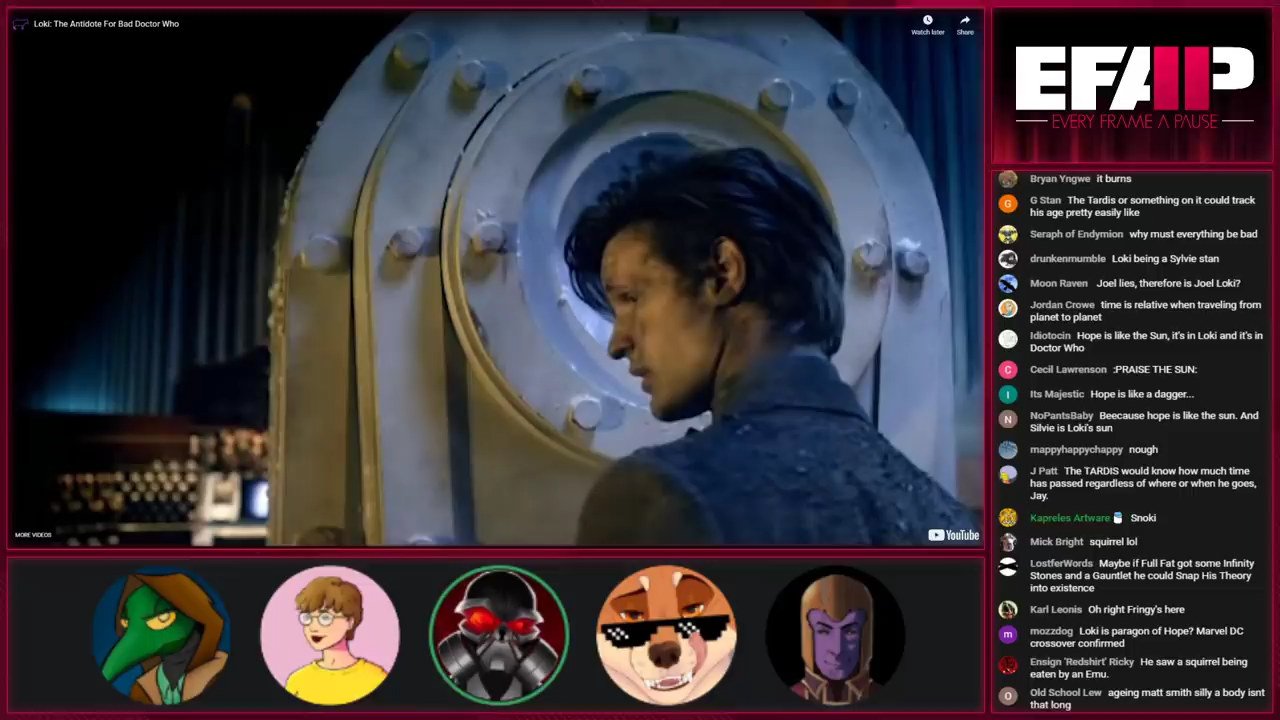 Loki: The Antidote For Bad Doctor Who
Watch later
Share
MORE VIDEOS
YouTube
EFAP
EVERY FRAME A PAUSE
Bryan Yngwe it burns
G Stan The Tardis or something on it could track
his age pretty easily like
Seraph of Endymion why must everything be bad
drunkenmumble Loki being a Sylvie stan
Moon Raven Joel lies, therefore is Joel Loki?
Jordan Crowe time is relative when traveling from
planet to planet
Idiotocin Hope is like the Sun, it's in Loki and it's in
Doctor Who
C
Cecil Lawrenson :PRAISE THE SUN:
I
Its Majestic Hope is like a dagger...
N
NoPantsBaby Beecause hope is like the sun. And
Silvie is Loki's sun
mappyhappychappy nough
J Patt The TARDIS would know how much time
has passed regardless of where or when he goes,
Jay.
Kapreles Artware Snoki
Mick Bright squirrel lol
LostferWords Maybe if Full Fat got some Infinity
Stones and a Gauntlet he could Snap His Theory
into existence
Karl Leonis Oh right Fringy's here
m
mozzdog Loki is paragon of Hope? Marvel DC
crossover confirmed
Ensign 'Redshirt' Ricky He saw a squirrel being
eaten by an Emu.
O
Old School Lew ageing matt smith silly a body isnt
that long